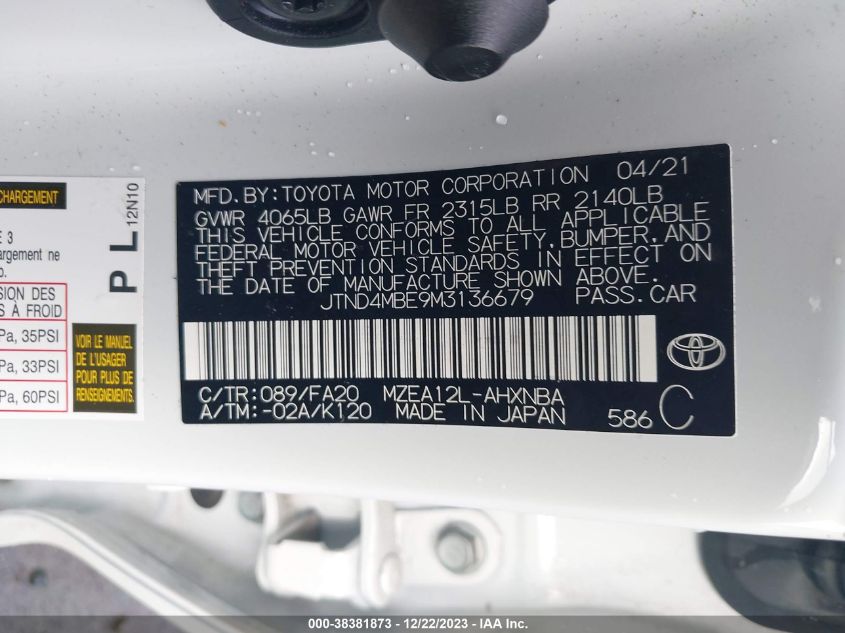 CHARGEMENT
E 3
chargement ne
o.
SION DES
S À FROID
Pa, 35PSI
Pa, 33PSI
Pa, 60PSI
P L
12N10
VOIR LE MANUEL
DE L'USAGER
POUR PLUS DE
RENSEIGNEMENTS.
MFD.BY:TOYOTA MOTOR CORPORATION 04/21
GVWR 4065LB GAWR FR 2315LB RR 2140LB
THIS VEHICLE CONFORMS TO ALL APPLICABLE
FEDERAL MOTOR VEHICLE SAFETY,BUMPER,AND
THEFT PREVENTION STANDARDS IN EFFECT ON
THE DATE OF MANUFACTURE SHOWN ABOVE.
JTND4MBE9M3136679 PASS.CAR
C/TR:089/FA20 MZEA12L-AHXNBA
A/TM:-02A/K120 MADE IN JAPAN 586 C
000-38381873 - 12/22/2023 - IAA Inc.